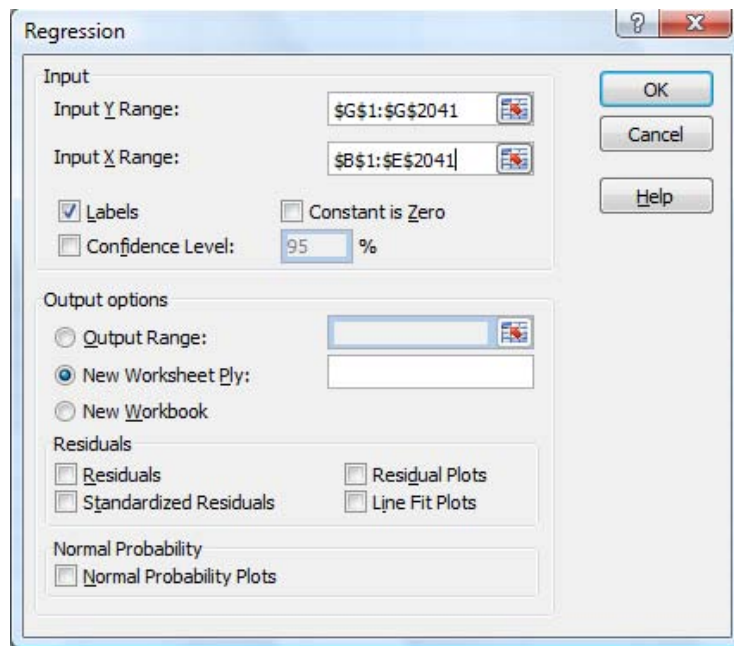 Regression
Input
Input Y Range: $G$1:$G$2041
Input X Range: $B$1:$E$2041
Labels Constant is Zero
Confidence Level: 95 %
OK
Cancel
Help
Output options
Output Range:
New Worksheet Ply:
New Workbook
Residuals
Residuals Residual Plots
Standardized Residuals Line Fit Plots
Normal Probability
Normal Probability Plots